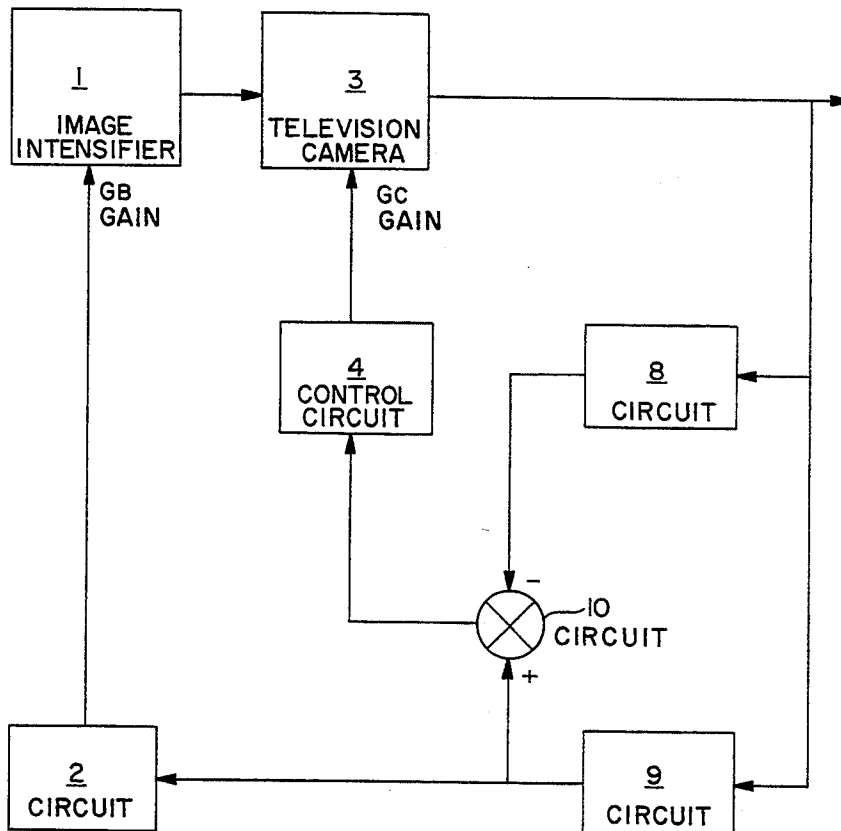 1
IMAGE
INTENSIFIER
3
TELEVISION
CAMERA
GB
GAIN
GC
GAIN
4
CONTROL
CIRCUIT
8
CIRCUIT
-
10
CIRCUIT
+
2
CIRCUIT
9
CIRCUIT